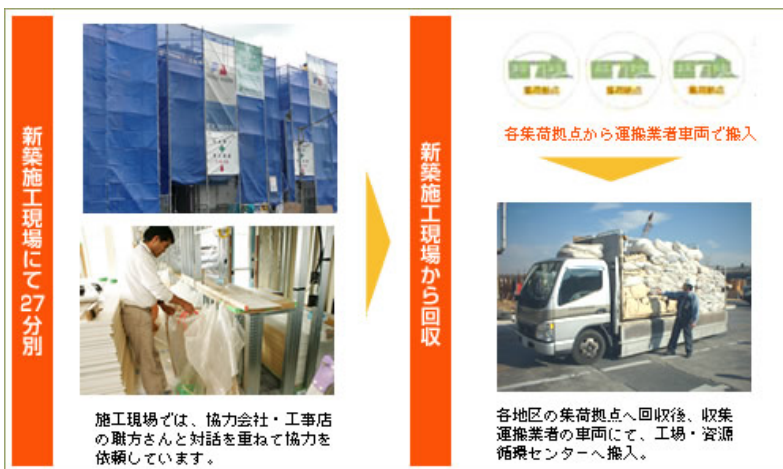 新築施工現場にて27分別
施工現場では、協力会社・工事店
の職方さんと対話を重ねて協力を
依頼しています。
新築施工現場から回収
集荷拠点
集荷拠点
集荷拠点
各集荷拠点から運搬業者車両で搬入
各地区の集荷拠点へ回収後、収集
運搬業者の車両にて、工場・資源
循環センターへ搬入。